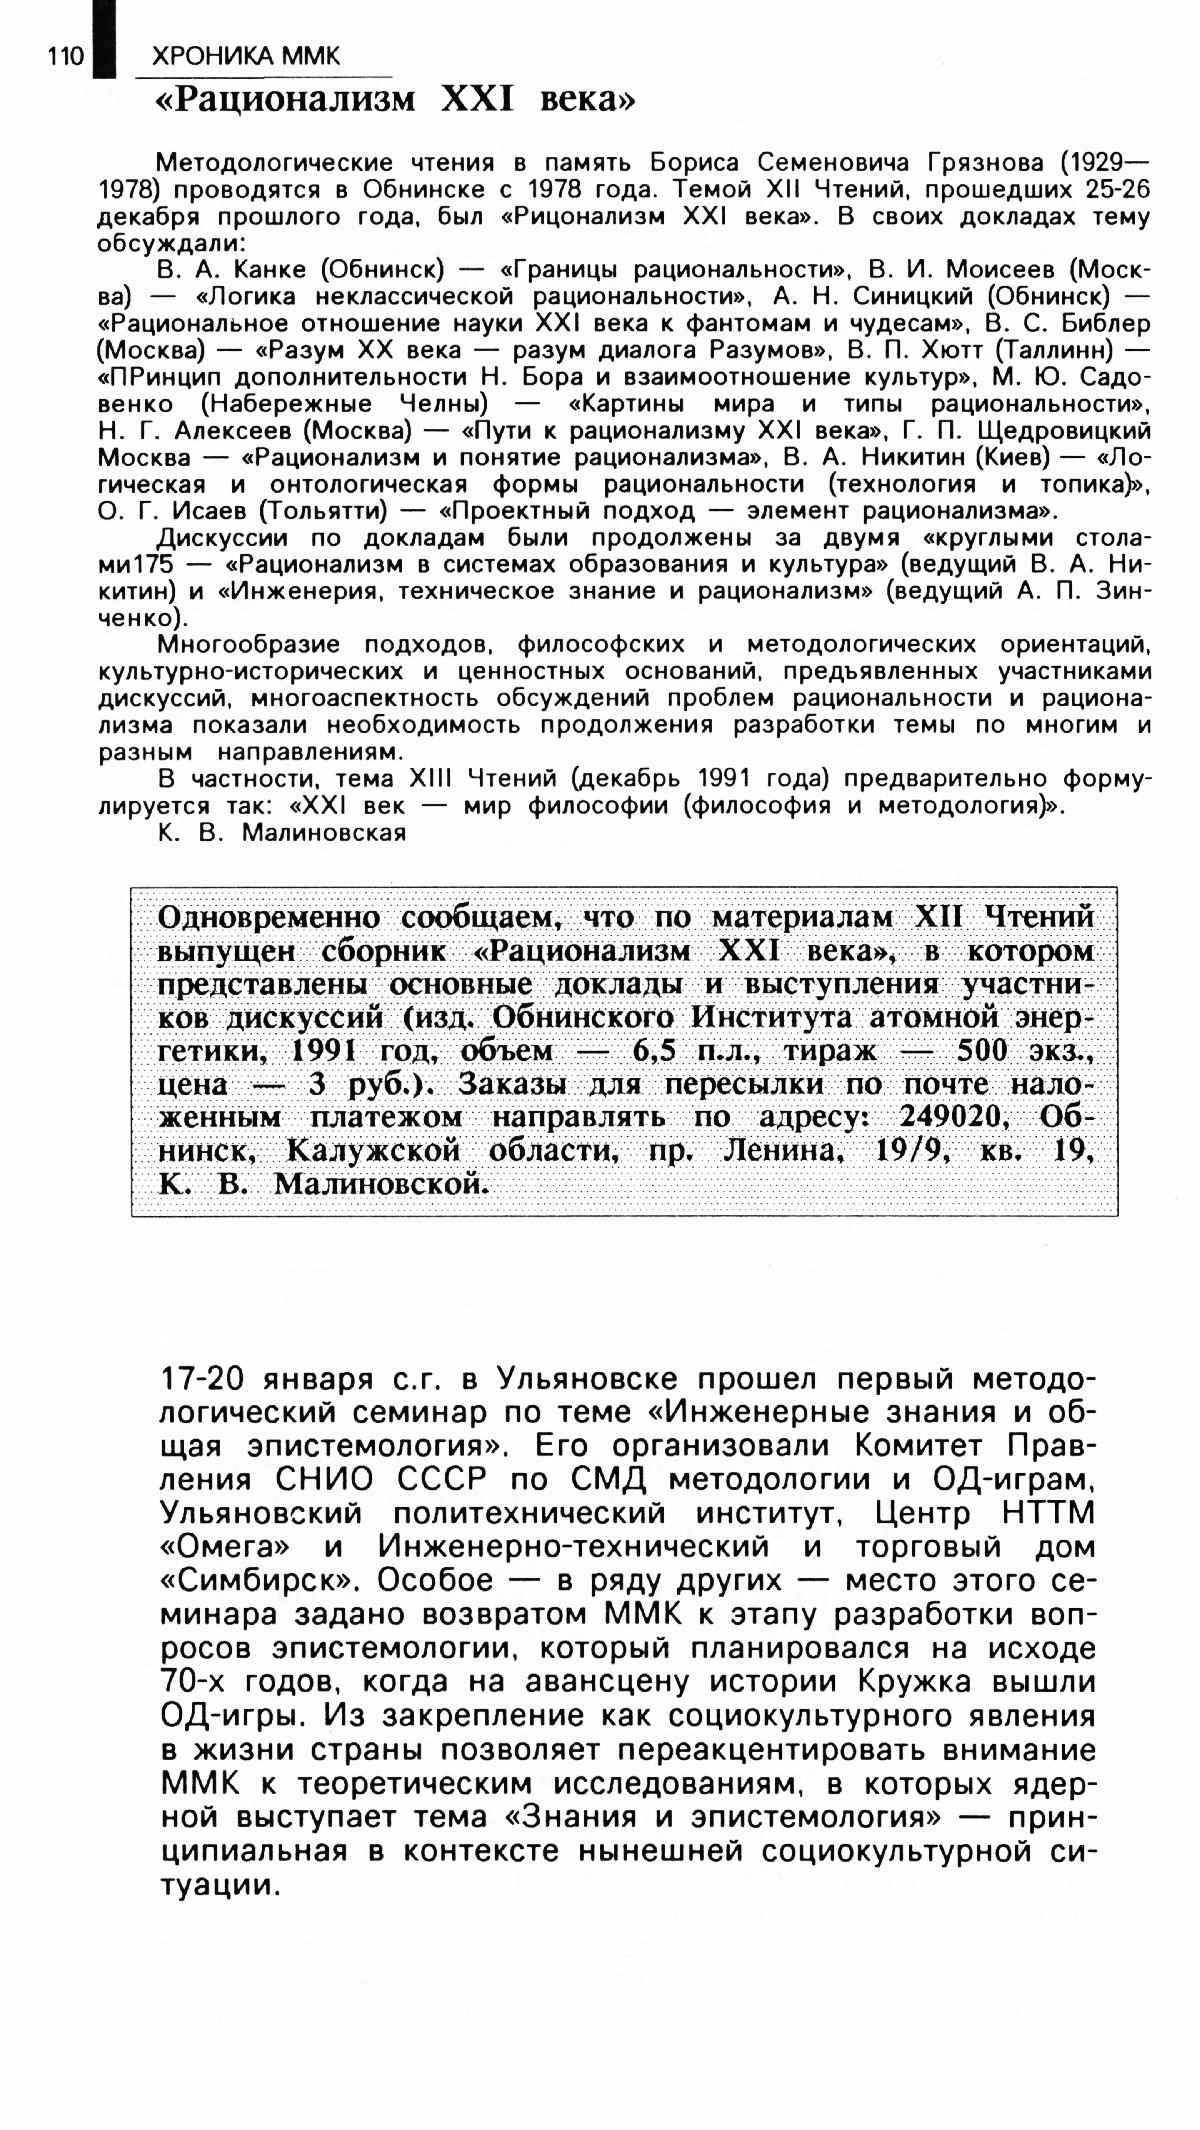 110 ХРОНИКА ММК
«Рационализм XXI века»
Методологические чтения в память Бориса Семеновича Грязнова (1929—
1978) проводятся в Обнинске с 1978 года. Темой XII Чтений, прошедших 25-26
декабря прошлого года, был «Рицонализм XXI века». В своих докладах тему
обсуждали:
В. А. Канке (Обнинск) — «Границы рациональности», В. И. Моисеев (Моск-
ва) — «Логика неклассической рациональности», А. Н. Синицкий (Обнинск) —
«Рациональное отношение науки XXI века к фантомам и чудесам», В. С. Библер
(Москва) — «Разум XX века — разум диалога Разумов», В. П. Хютт (Таллинн) —
«ПРинцип дополнительности Н. Бора и взаимоотношение культур», М. Ю. Садо-
венко (Набережные Челны) — «Картины мира и типы рациональности»,
Н. Г. Алексеев (Москва) — «Пути к рационализму XXI века», Г. П. Щедровицкий
Москва — «Рационализм и понятие рационализма», В. А. Никитин (Киев) — «Ло-
гическая и онтологическая формы рациональности (технология и топика)»,
О. Г. Исаев (Тольятти) — «Проектный подход — элемент рационализма».
Дискуссии по докладам были продолжены за двумя «круглыми стола-
ми175 — «Рационализм в системах образования и культура» (ведущий В. А. Ни-
китин) и «Инженерия, техническое знание и рационализм» (ведущий А. П. Зин-
ченко).
Многообразие подходов, философских и методологических ориентаций,
культурно-исторических и ценностных оснований, предъявленных участниками
дискуссий, многоаспектность обсуждений проблем рациональности и рациона-
лизма показали необходимость продолжения разработки темы по многим и
разным направлениям.
В частности, тема XIII Чтений (декабрь 1991 года) предварительно форму-
лируется так: «XXI век — мир философии (философия и методология)».
К. В. Малиновская
Одновременно сообщаем, что по материалам XII Чтений
выпущен сборник «Рационализм XXI века», в котором
представлены основные доклады и выступления участни-
ков дискуссий (изд. Обнинского Института атомной энер-
гетики, 1991 год, объем — 6,5 п.л., тираж — 500 экз.,
цена — 3 руб.). Заказы для пересылки по почте нало-
женным платежом направлять по адресу: 249020, Об-
нинск, Калужской области, пр. Ленина, 19/9, кв. 19,
К. В. Малиновской.
17-20 января с.г. в Ульяновске прошел первый методо-
логический семинар по теме «Инженерные знания и об-
щая эпистемология». Его организовали Комитет Прав-
ления СНИО СССР по СМД методологии и ОД-играм,
Ульяновский политехнический институт, Центр НТТМ
«Омега» и Инженерно-технический и торговый дом
«Симбирск». Особое — в ряду других — место этого се-
минара задано возвратом ММК к этапу разработки воп-
росов эпистемологии, который планировался на исходе
70-х годов, когда на авансцену истории Кружка вышли
ОД-игры. Из закрепление как социокультурного явления
в жизни страны позволяет переакцентировать внимание
ММК к теоретическим исследованиям, в которых ядер-
ной выступает тема «Знания и эпистемология» — прин-
ципиальная в контексте нынешней социокультурной си-
туации.